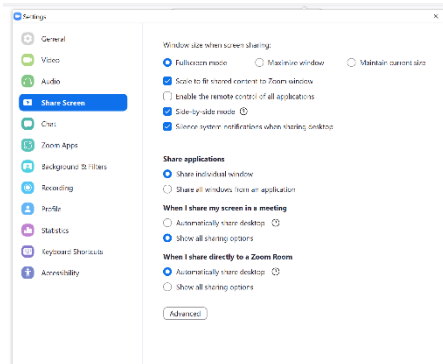 Settings
General
Video
Audio
Share Screen
Chat
Zoom Apps
Background & Filters
Recording
Profile
Statistics
Keyboard Shortcuts
Accessibility
Window size when screen sharing:
Fullscreen mode Maximize window Maintain current size
Scale to fit shared content to Zoom window
Enable the remote control of all applications
Side-by-side mode
Silence system notifications when sharing desktop
Share applications
Share individual window
Share all windows from an application
When I share my screen in a meeting
Automatically share desktop
Show all sharing options
When I share directly to a Zoom Room
Automatically share desktop
Show all sharing options
Advanced